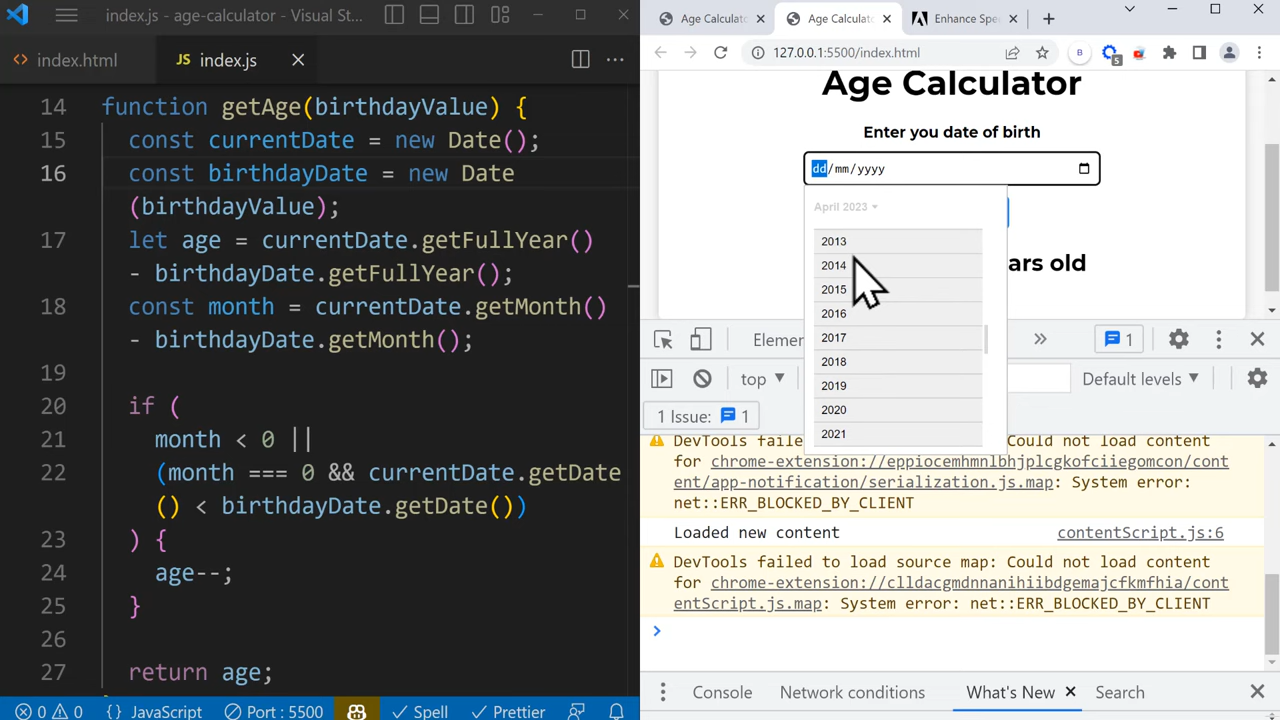 index.js - age-calculator - Visual St...
index.html
JS index.js
14 function getAge(birthdayValue) {
15 const currentDate = new Date();
16 const birthdayDate = new Date
(birthdayValue);
17 let age = currentDate.getFullYear()
- birthdayDate.getFullYear();
18 const month = currentDate.getMonth()
- birthdayDate.getMonth();
19
20 if (
21 month < 0 ||
22 (month === 0 && currentDate.getDate
() < birthdayDate.getDate())
23 ) {
24 age--;
25 }
26
27 return age;
0 0 {} JavaScript Port : 5500 Spell Prettier
Age Calculato
Age Calculato
Enhance Spe
127.0.0.1:5500/index.html
B
5
Age Calculator
Enter you date of birth
dd/mm/yyyy
April 2023
2013
2014
2015
2016
2017
2018
2019
2020
2021
ars old
Elemen
1
top
Default levels
1 Issue: 1
DevTools failed to load source map: Could not load content
for chrome-extension://eppiocemhmnlbhjplcgkofciiegomcon/cont
ent/app-notification/serialization.js.map: System error:
net::ERR_BLOCKED_BY_CLIENT
Loaded new content contentScript.js:6
DevTools failed to load source map: Could not load content
for chrome-extension://clldacgmdnnanihiibdgemajcfkmfhia/cont
entScript.js.map: System error: net::ERR_BLOCKED_BY_CLIENT
Console Network conditions What's New Search